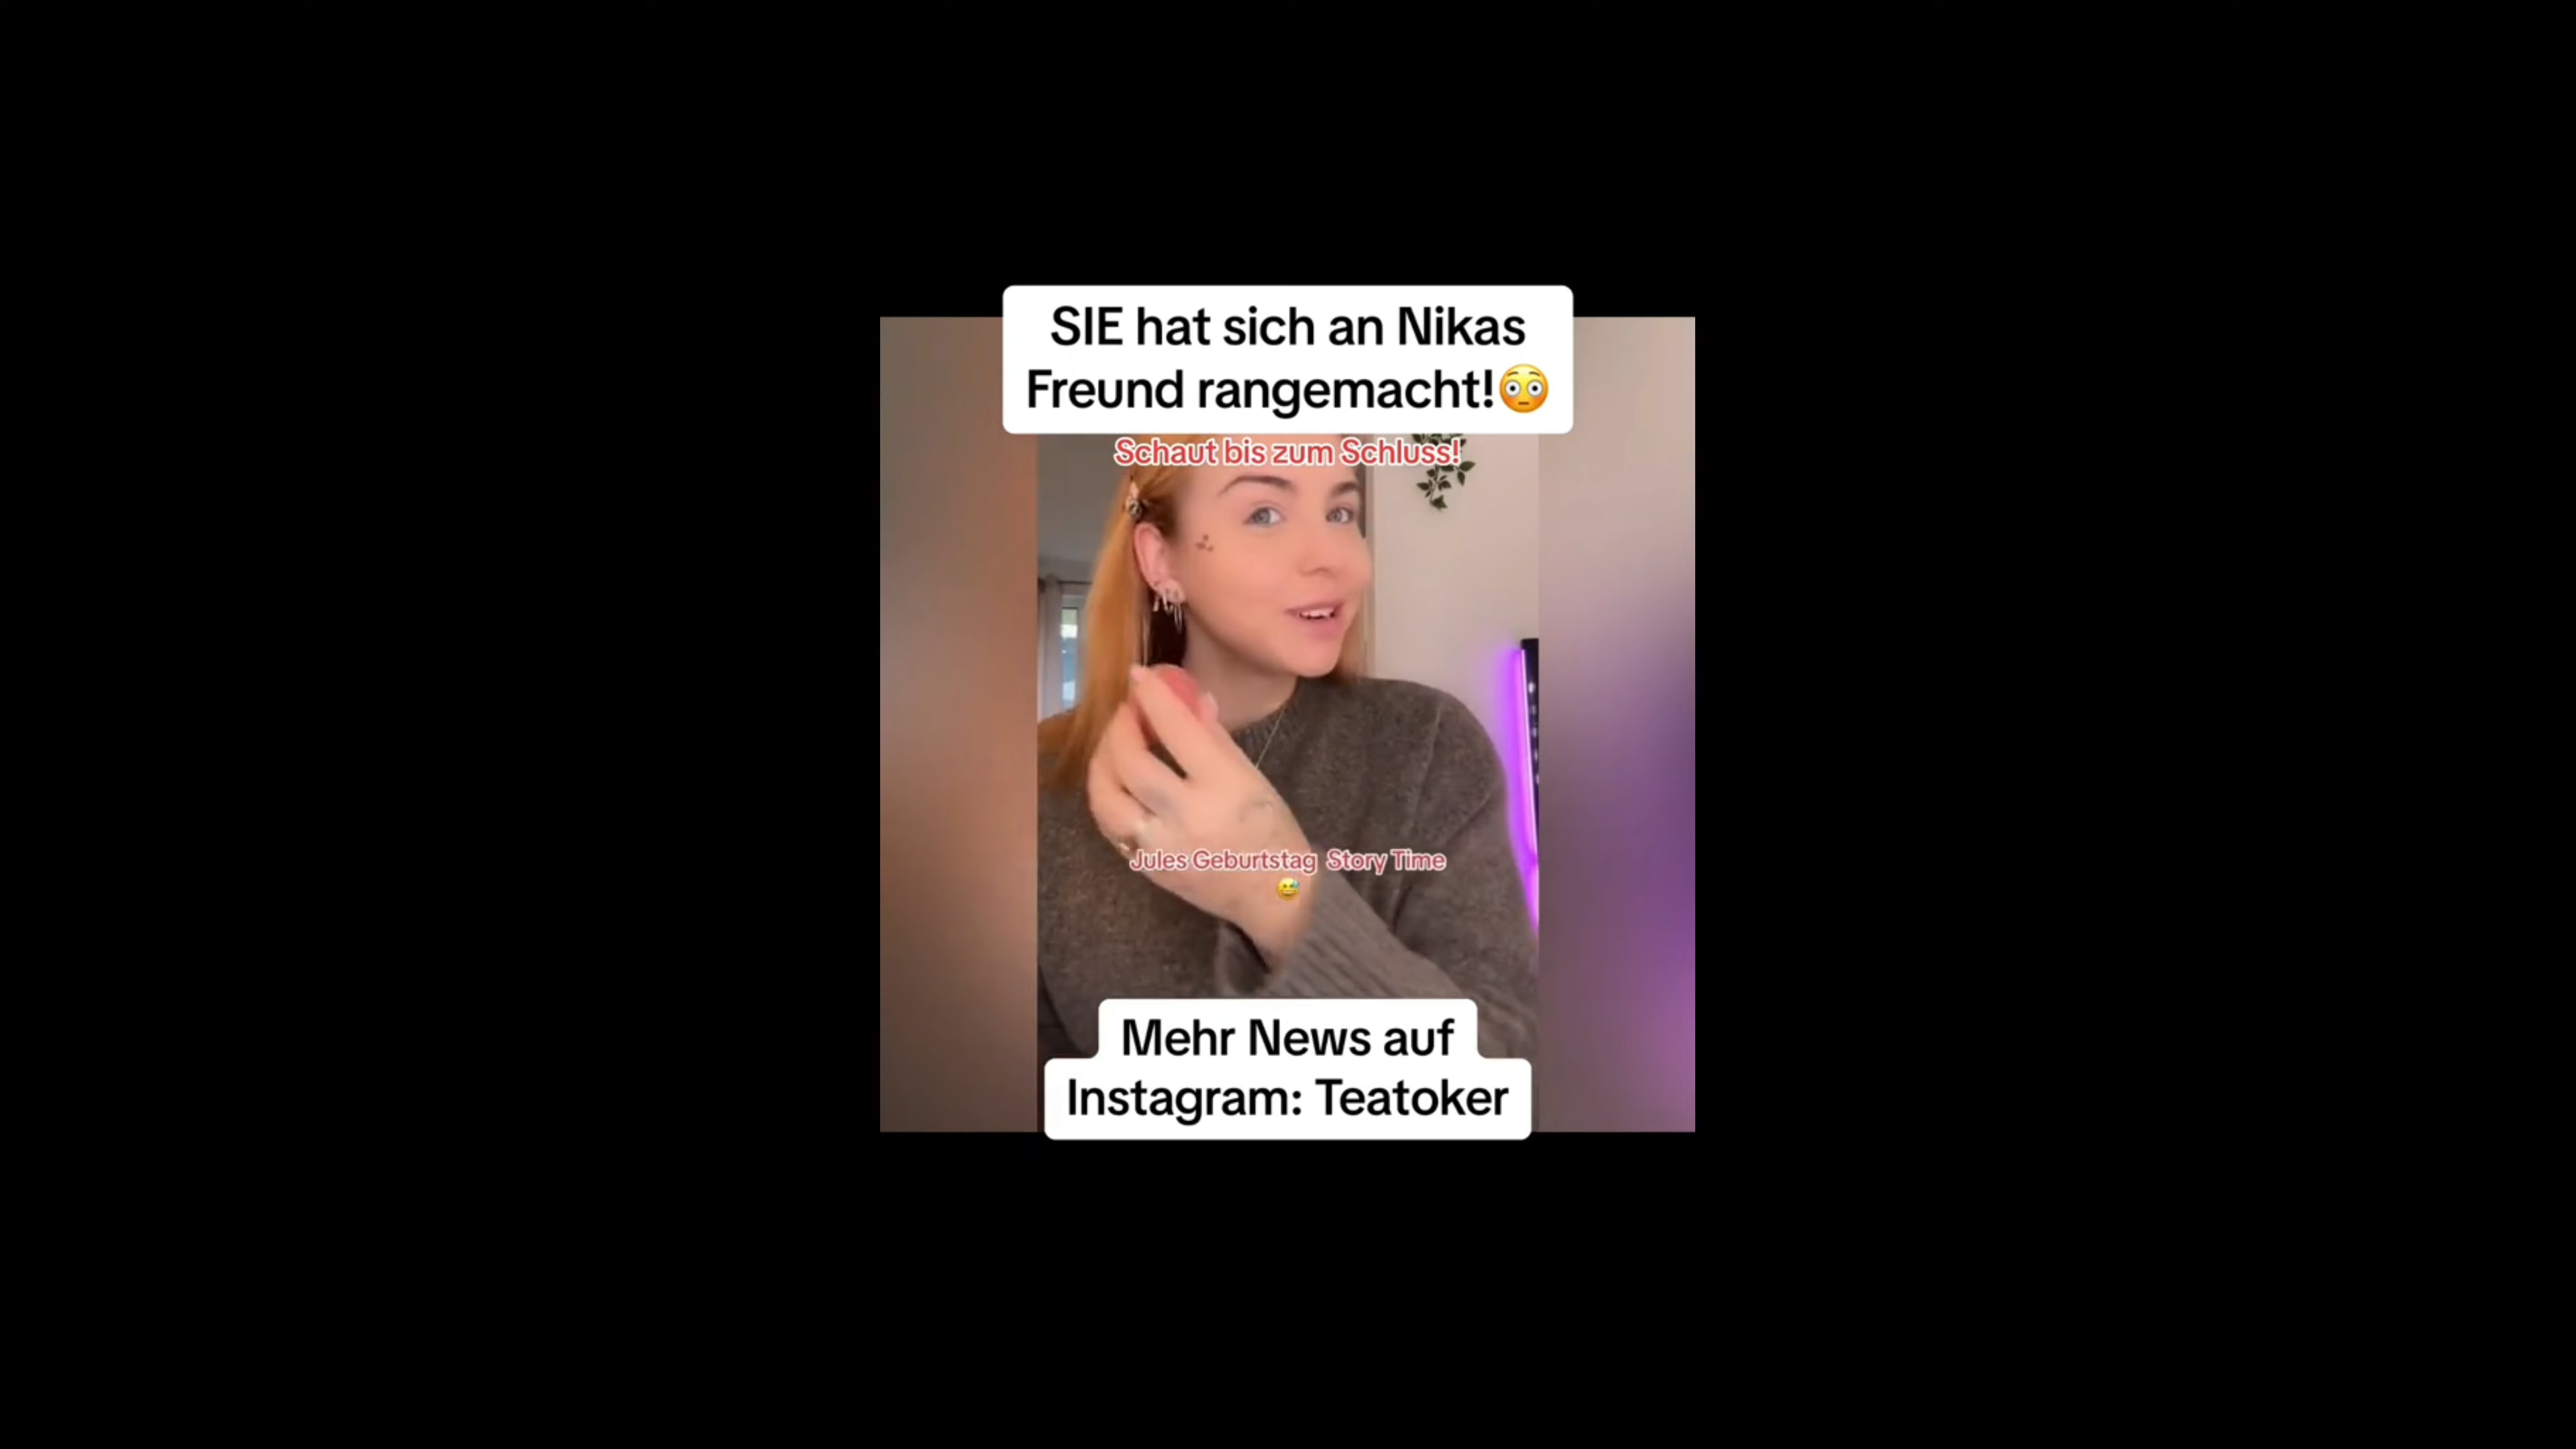 SIE hat sich an Nikas
Freund rangemacht!😳
Schaut bis zum Schluss!
Jules Geburtstag Story Time
😅
Mehr News auf
Instagram: Teatoker